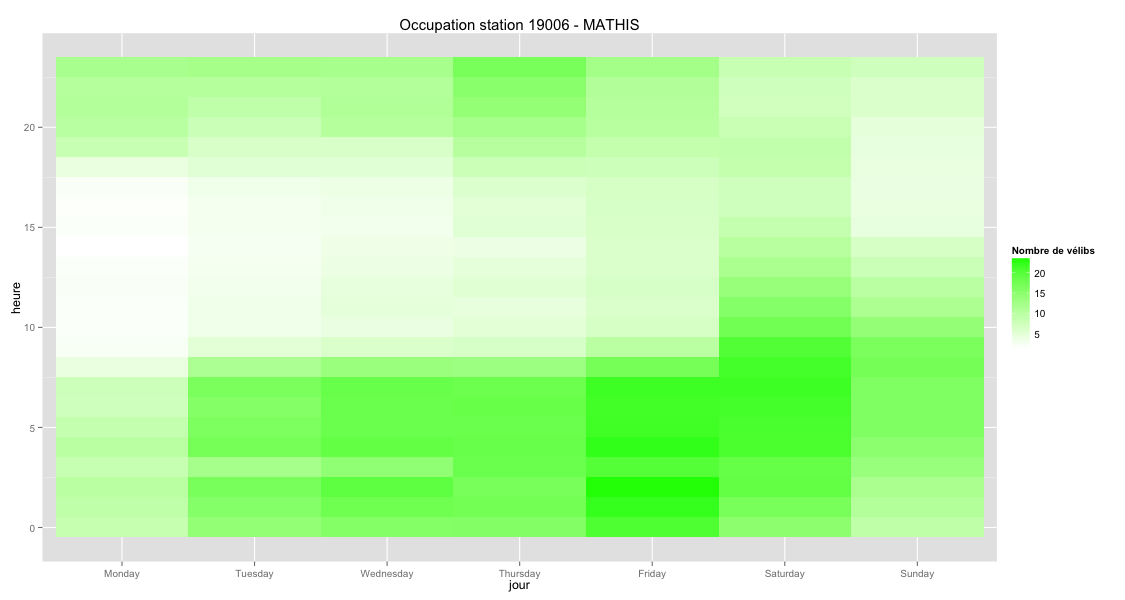 Occupation station 19006 - MATHIS
heure
20
15
10
5
0
Monday Tuesday Wednesday Thursday Friday Saturday Sunday
jour
Nombre de vélibs
20
15
10
5